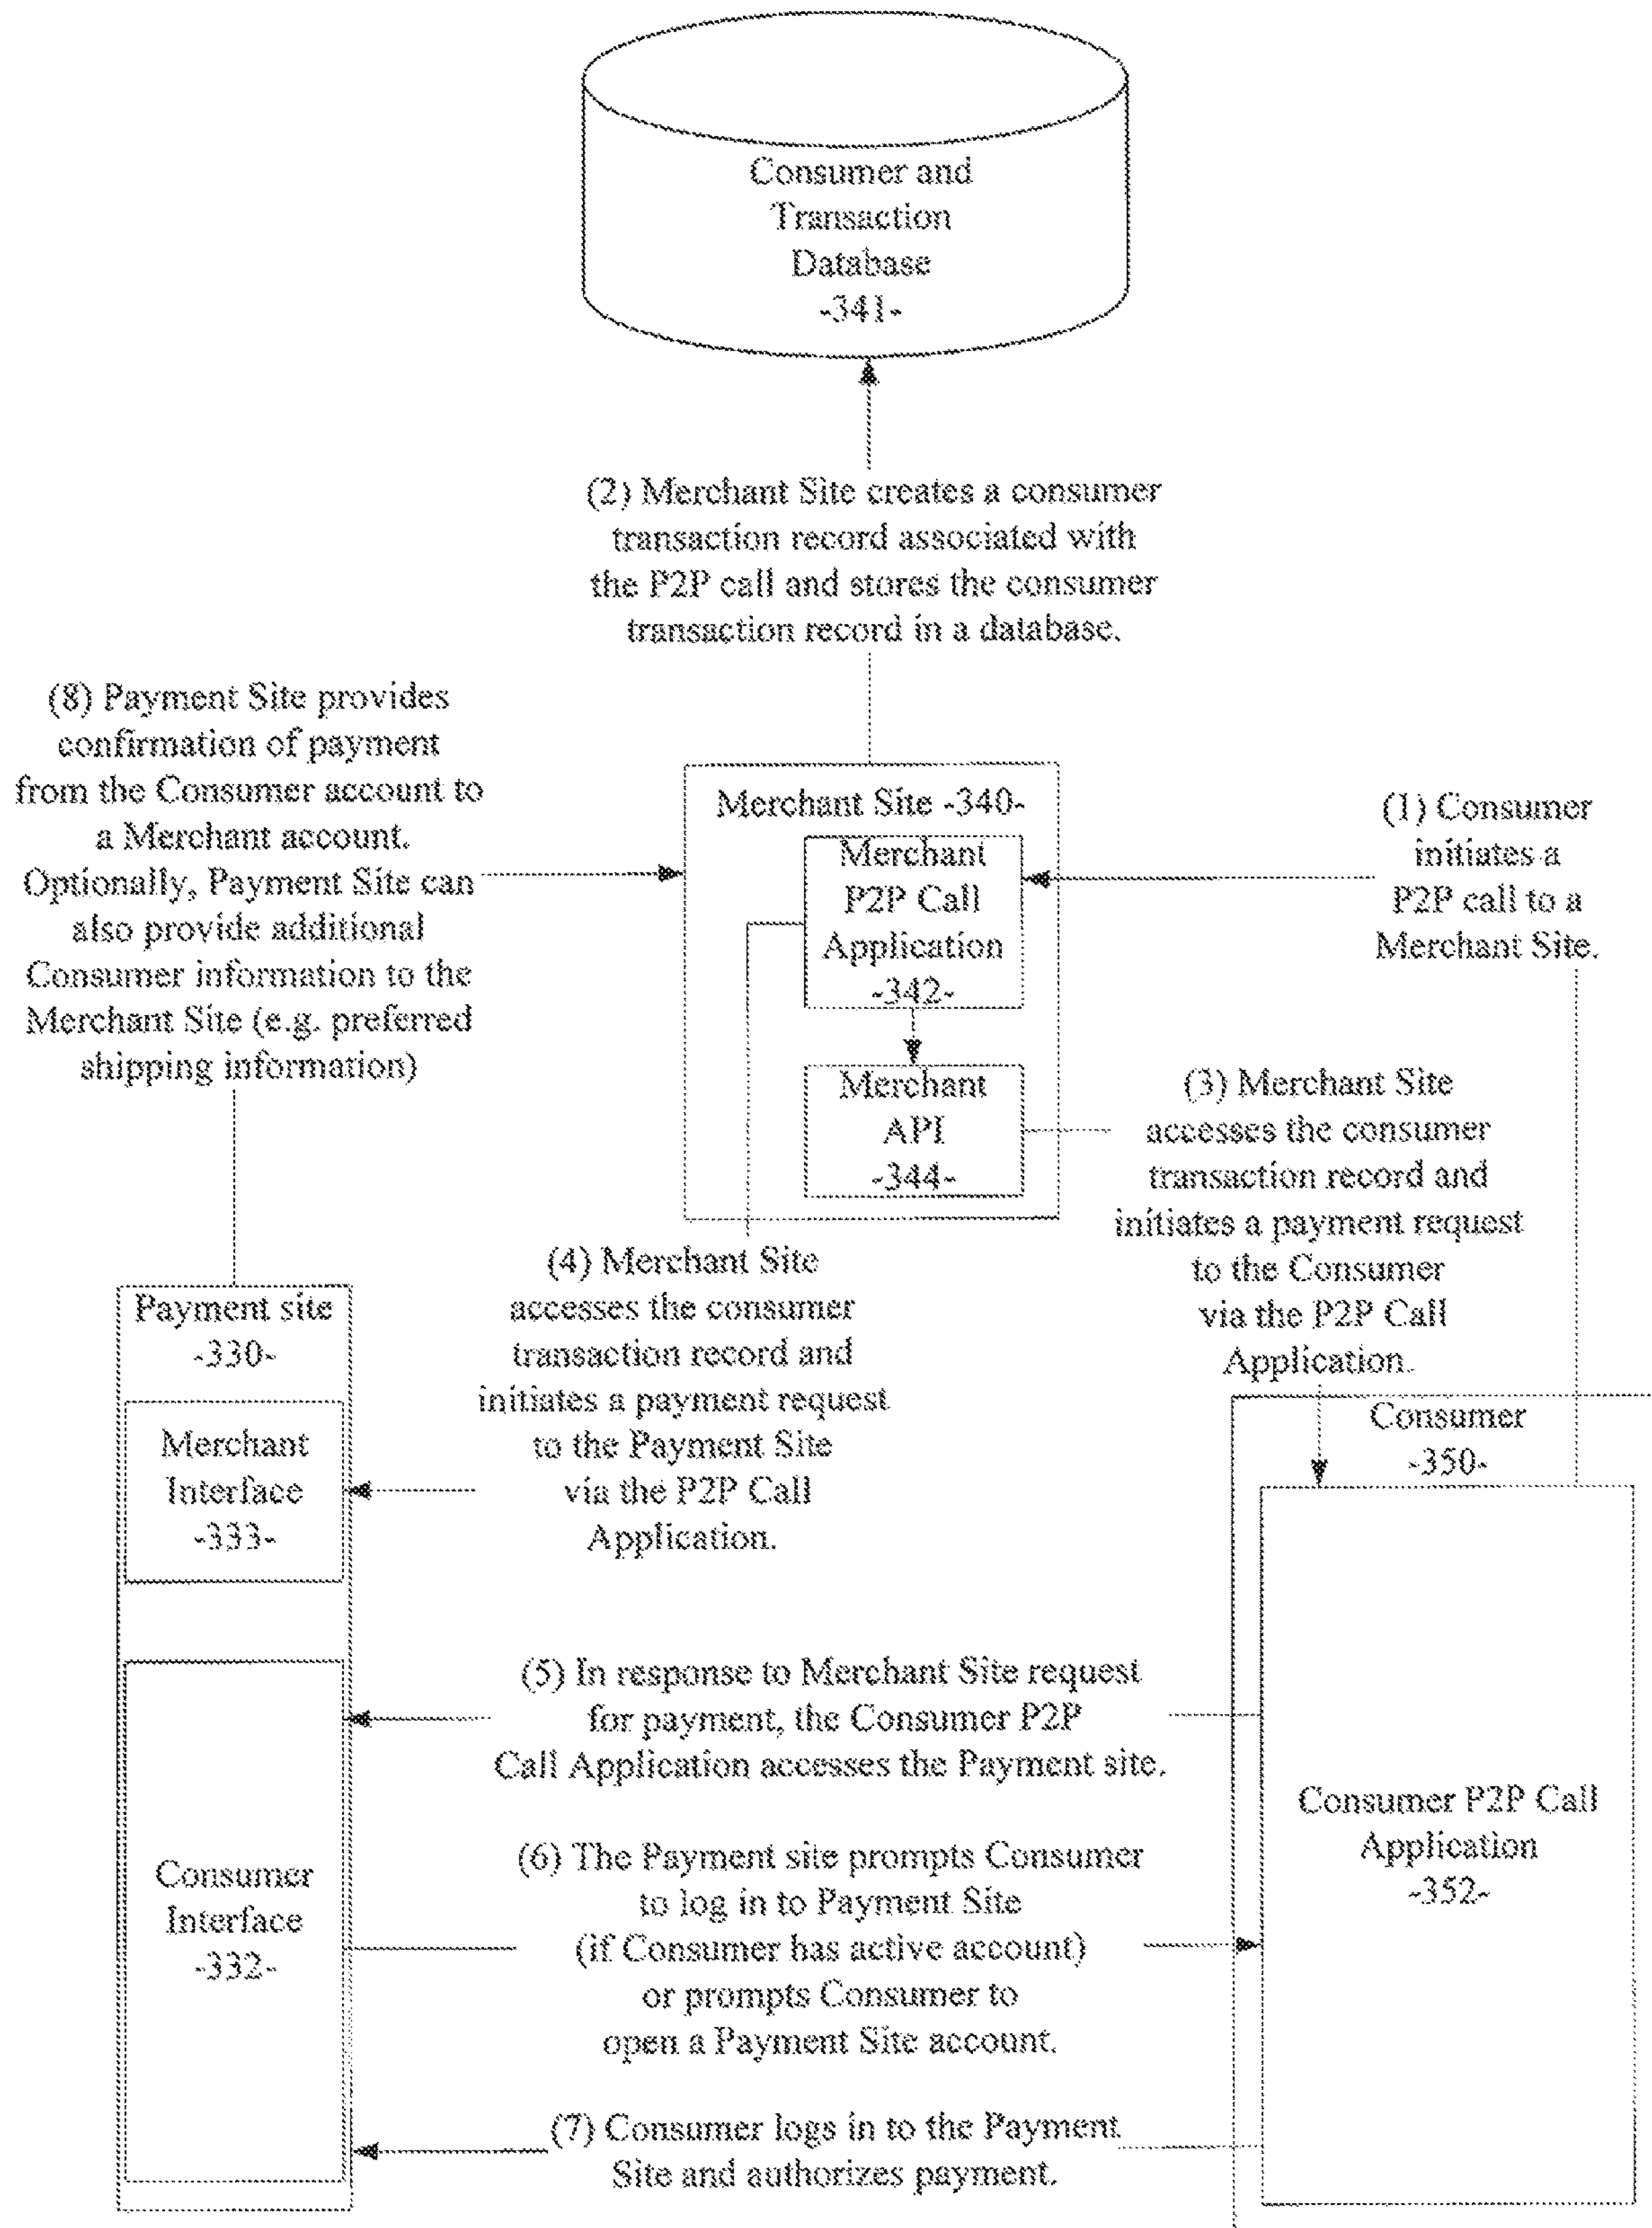 Consumer and
Transaction
Database
-341-
(2) Merchant Site creates a consumer
transaction record associated with
the P2P call and stores the consumer
transaction record in a database.
(8) Payment Site provides
confirmation of payment
from the Consumer account to
a Merchant account.
Optionally, Payment Site can
also provide additional
Consumer information to the
Merchant Site (e.g. preferred
shipping information)
Merchant Site -340-
Merchant
P2P Call
Application
-342-
Merchant
API
-344-
(1) Consumer
initiates a
P2P call to a
Merchant Site.
(3) Merchant Site
accesses the consumer
transaction record and
initiates a payment request
to the Consumer
via the P2P Call
Application.
(4) Merchant Site
accesses the consumer
transaction record and
initiates a payment request
to the Payment Site
via the P2P Call
Application.
Payment site
-330-
Merchant
Interface
-333-
Consumer
-350-
(5) In response to Merchant Site request
for payment, the Consumer P2P
Call Application accesses the Payment site.
Consumer P2P Call
Application
-352-
Consumer
Interface
-332-
(6) The Payment site prompts Consumer
to log in to Payment Site
(if Consumer has active account)
or prompts Consumer to
open a Payment Site account.
(7) Consumer logs in to the Payment
Site and authorizes payment.